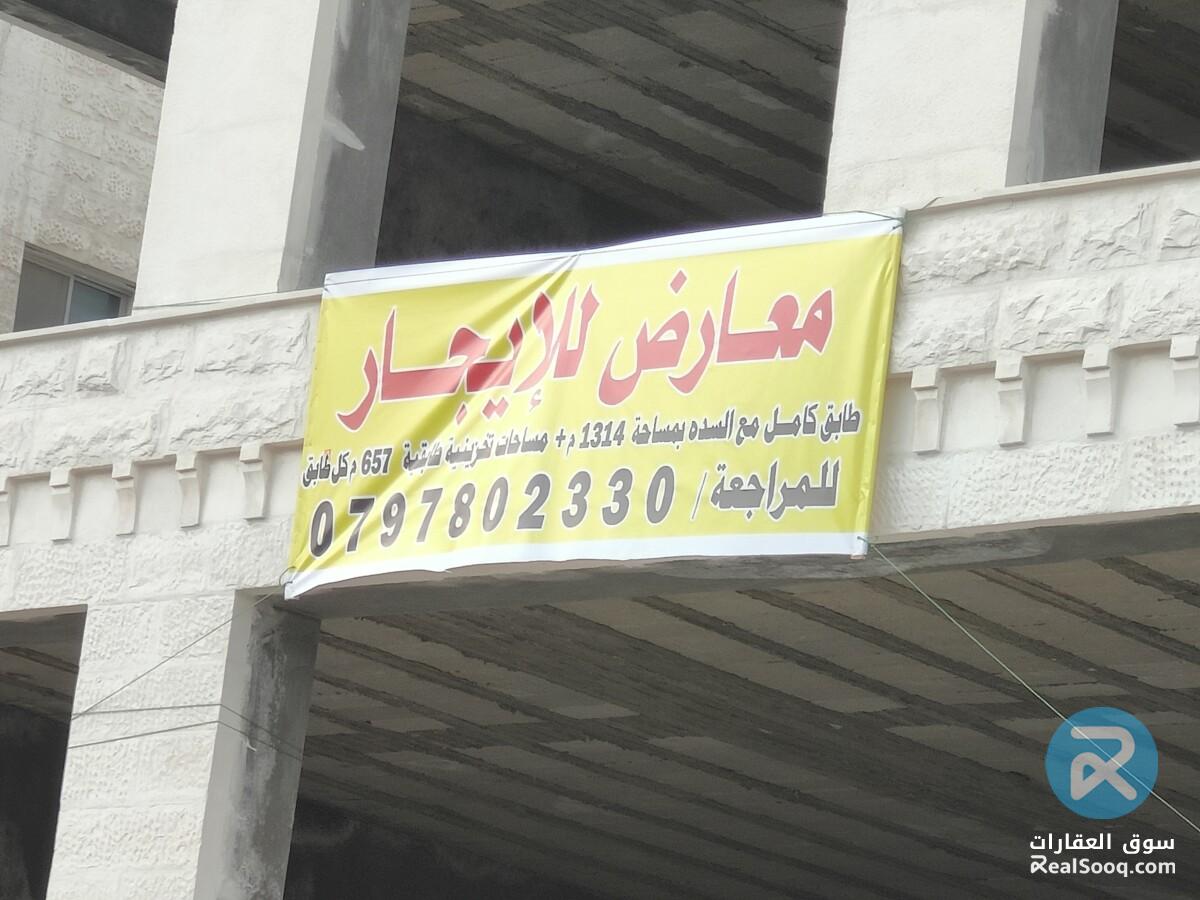 معارض للإيجار
طابق كامل مع السده بمساحة 1314 م+ مساحات تخزينية طابقية 657 م كل طابق
للمراجعة / 0797802330
سوق العقارات
RealSooq.com